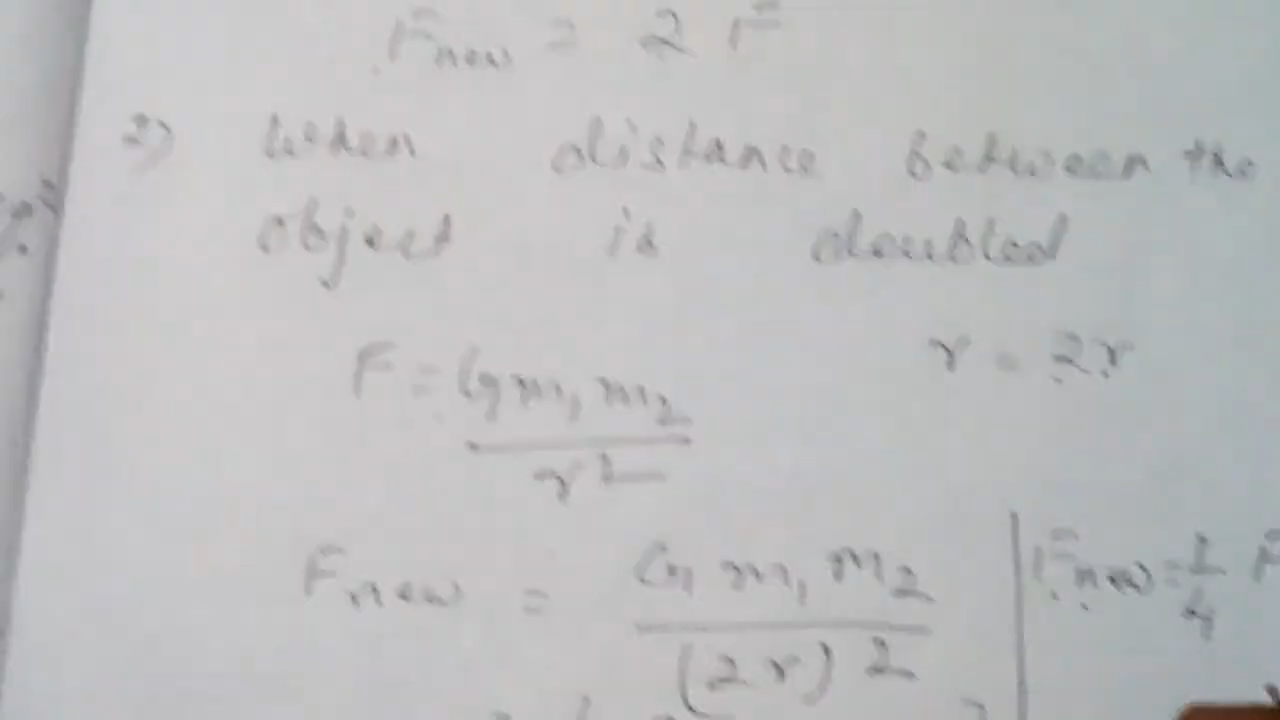 Fnew = 2 F
2) When distance between the
object is doubled
r = 2r
F = Gm₁m₂
r²
Fnew = Gm₁m₂
(2r)²
Fnew = 1/4 F